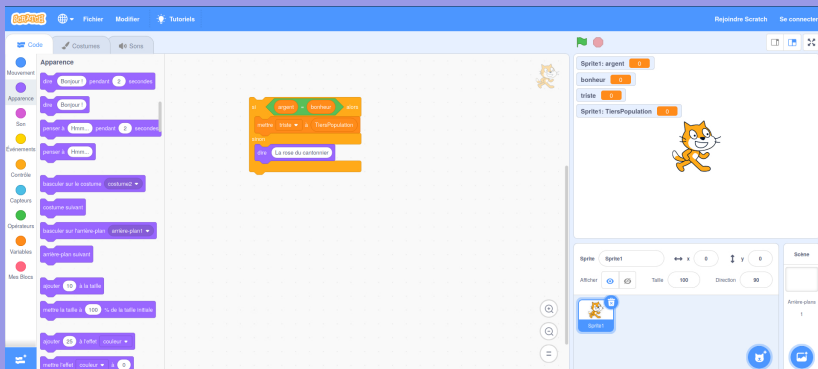 SCRATCH Fichier Modifier Tutoriels Rejoindre Scratch Se connecter
Code Costumes Sons
Mouvement
Apparence
Son
Événements
Contrôle
Capteurs
Opérateurs
Variables
Mes Blocs
Apparence
dire Bonjour ! pendant 2 secondes
dire Bonjour !
penser à Hmm... pendant 2 secondes
penser à Hmm...
basculer sur le costume costume2
costume suivant
basculer sur l'arrière-plan arrière-plan1
arrière-plan suivant
ajouter 10 à la taille
mettre la taille à 100 % de la taille initiale
ajouter 25 à l'effet couleur
mettre l'effet couleur à 0
si argent = bonheur alors
mettre triste à TiersPopulation
sinon
dire La rose du cantonnier
Sprite1: argent 0
bonheur 0
triste 0
Sprite1: TiersPopulation 0
Sprite Sprite1 x 0 y 0
Afficher Taille 100 Direction 90
Sprite1
Scène
Arrière-plans
1